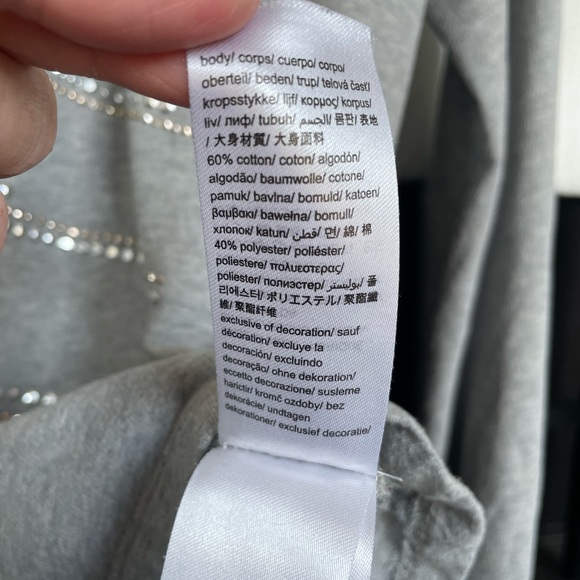 body/ corps/ cuerpo/ corpo/
oberteil/ beden/ trup/ telová časť/
kropsstykke/ lijf/ κορμος/ korpus/
liv/ лиф/ tubuh/ الجسم/ 몸판/ 表地
/ 大身材質/ 大身面料
60% cotton/ coton/ algodón/
algodão/ baumwolle/ cotone/
pamuk/ bavlna/ bomuld/ katoen/
βαμβακι/ bawełna/ bomull/
хлопок/ katun/ قطن/ 면/ 綿/ 棉
40% polyester/ poliéster/
poliestere/ πολυεστερας/
poliester/ полиэстер/ بوليستر/ 폴
리에스터/ ポリエステル/ 聚酯纖
維/ 聚酯纤维
exclusive of decoration/ sauf
décoration/ excluye la
decoración/ excluindo
decoração/ ohne dekoration/
eccetto decorazione/ susleme
harictir/ kromě ozdoby/ bez
dekorácie/ undtagen
dekorationer/ exclusief decoratie/